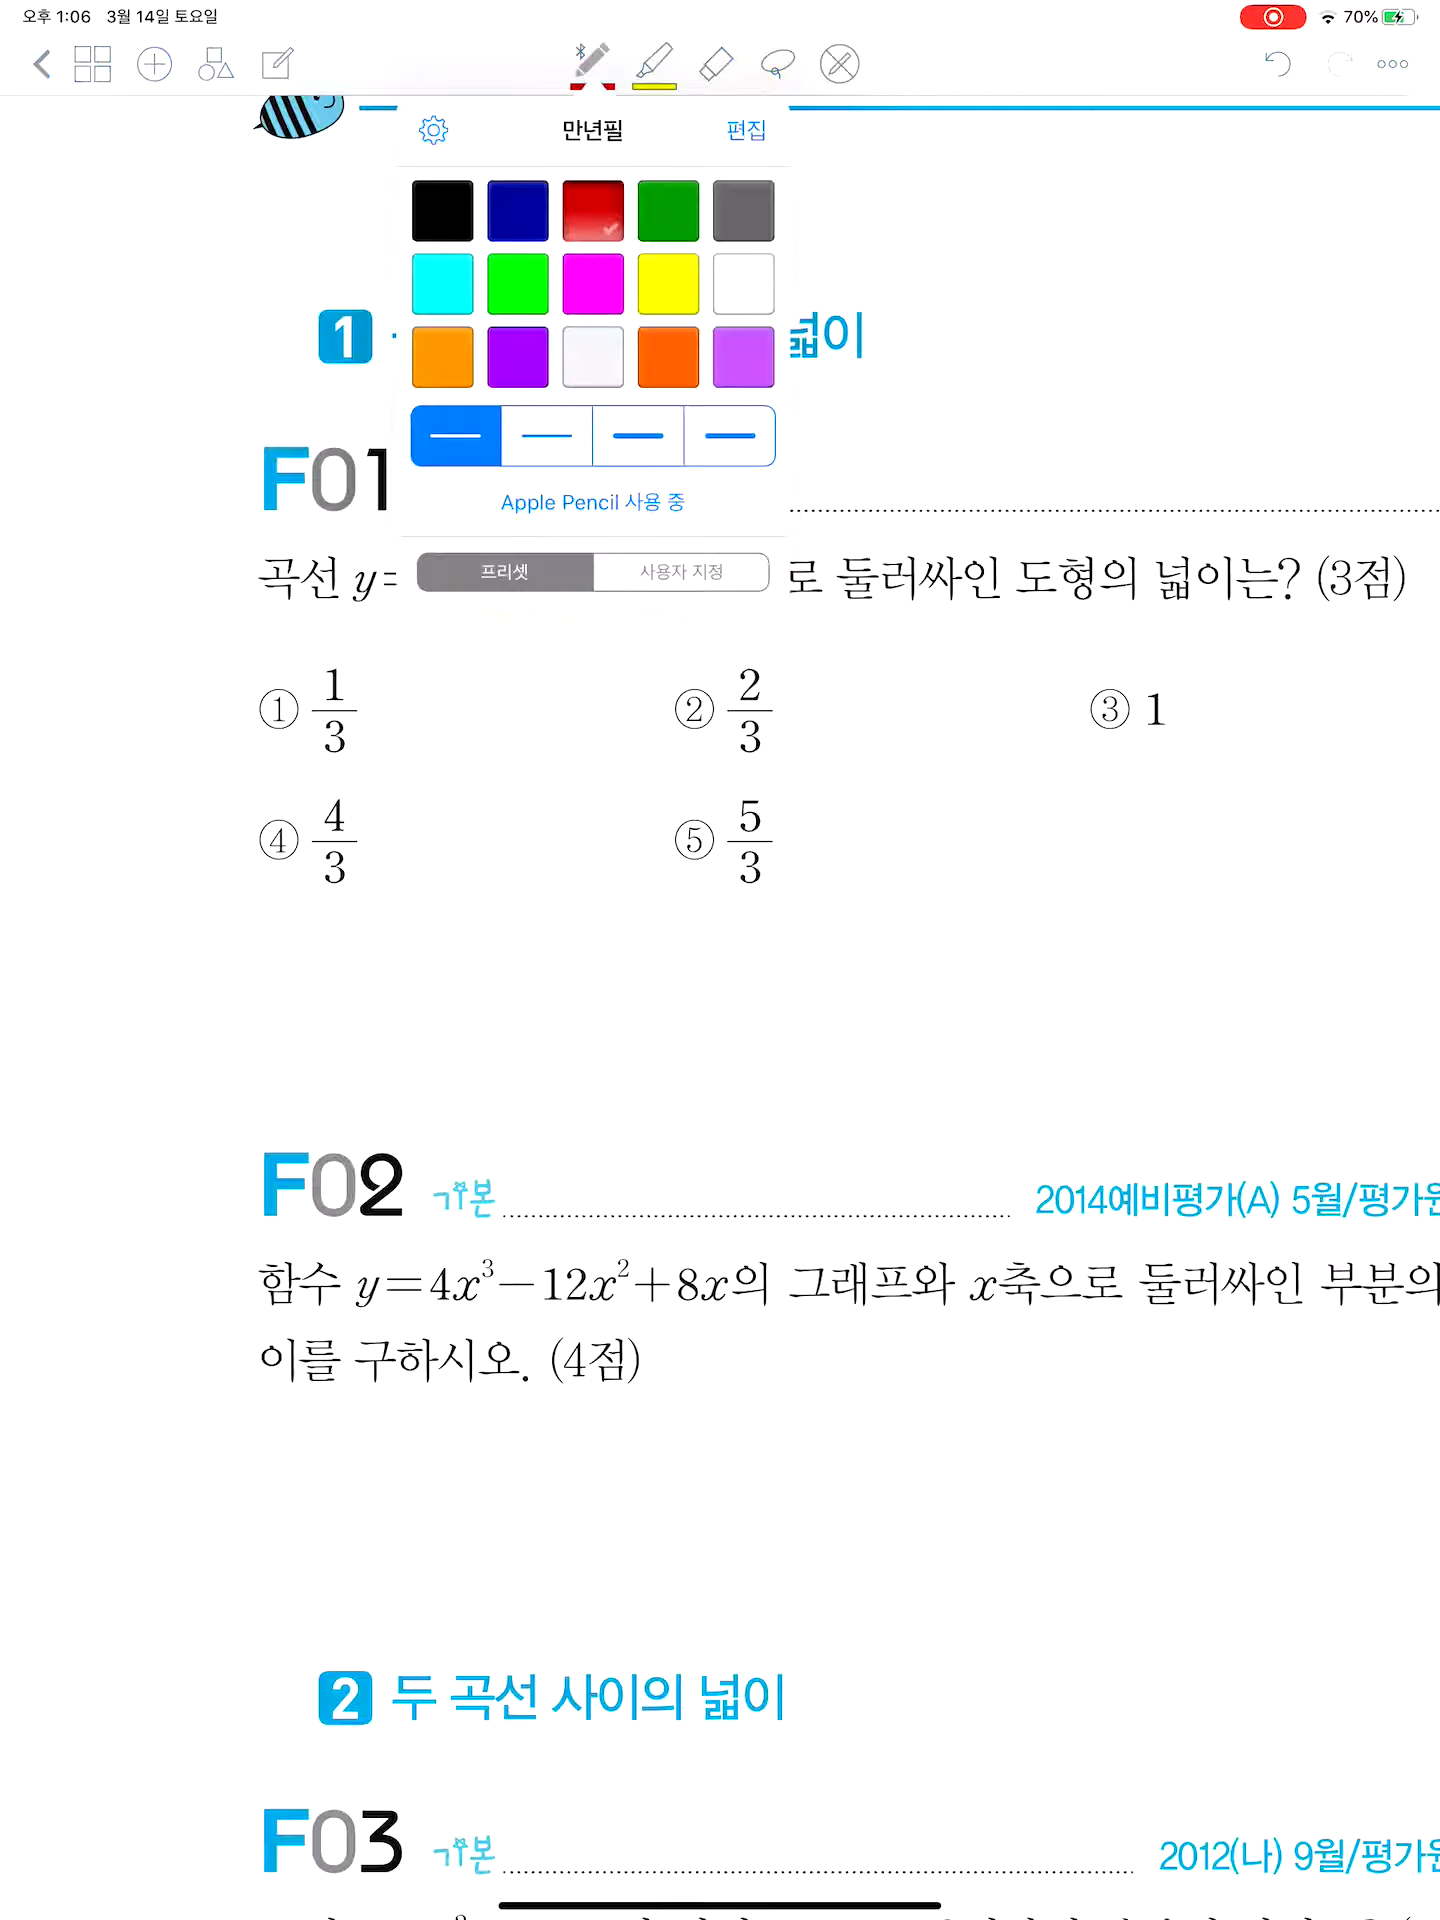 오후 1:06 3월 14일 토요일
70%
만년필
편집
1
넓이
F01
Apple Pencil 사용 중
프리셋
사용자 지정
곡선 y=
로 둘러싸인 도형의 넓이는? (3점)
① 1/3 ② 2/3 ③ 1
④ 4/3 ⑤ 5/3
F02 기본 2014예비평가(A) 5월/평가원
함수 y=4x³-12x²+8x의 그래프와 x축으로 둘러싸인 부분의
이를 구하시오. (4점)
2 두 곡선 사이의 넓이
F03 기본 2012(나) 9월/평가원